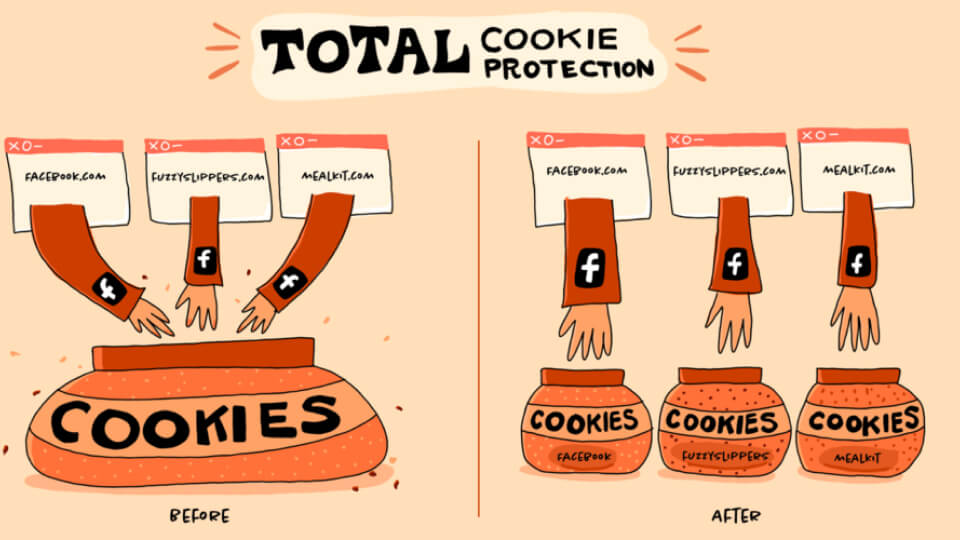 TOTAL COOKIE
PROTECTION
X O –
X O –
X O –
FACEBOOK.COM
FUZZYSLIPPERS.COM
MEALKIT.COM
f
f
f
COOKIES
BEFORE
X O –
X O –
X O –
FACEBOOK.COM
FUZZYSLIPPERS.COM
MEALKIT.COM
f
f
f
COOKIES
FACEBOOK
COOKIES
FUZZYSLIPPERS
COOKIES
MEALKIT
AFTER